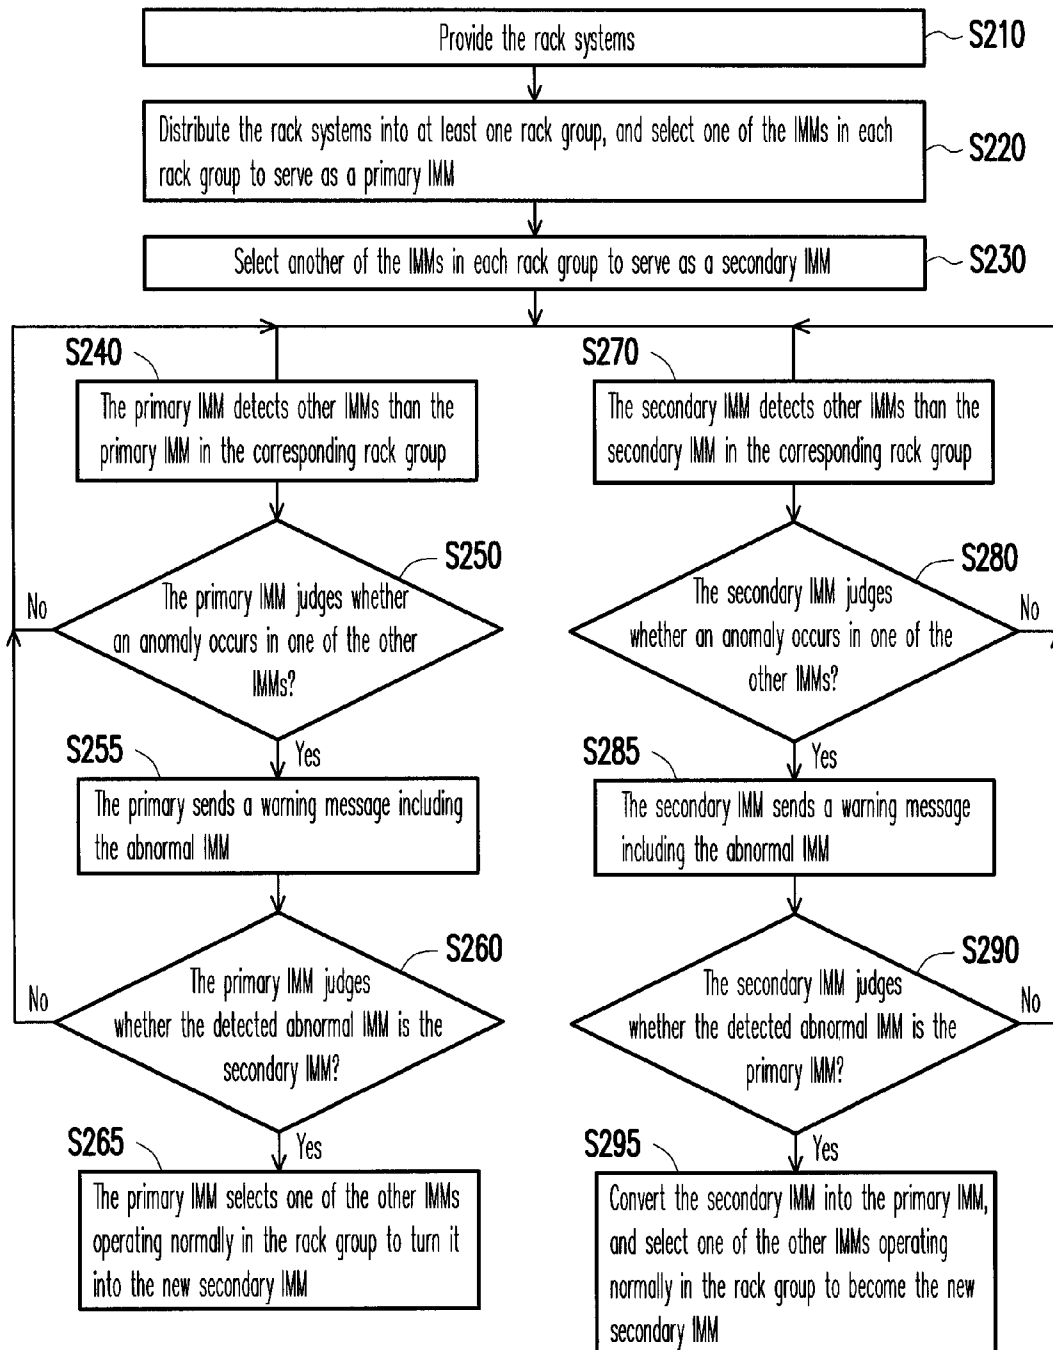 Provide the rack systems
S210
Distribute the rack systems into at least one rack group, and select one of the IMMs in each
rack group to serve as a primary IMM
S220
Select another of the IMMs in each rack group to serve as a secondary IMM
S230
S240
The primary IMM detects other IMMs than the
primary IMM in the corresponding rack group
S250
The primary IMM judges whether
an anomaly occurs in one of the other
IMMs?
No
Yes
S255
The primary sends a warning message including
the abnormal IMM
S260
The primary IMM judges
whether the detected abnormal IMM is the
secondary IMM?
No
Yes
S265
The primary IMM selects one of the other IMMs
operating normally in the rack group to turn it
into the new secondary IMM
S270
The secondary IMM detects other IMMs than the
secondary IMM in the corresponding rack group
S280
The secondary IMM judges
whether an anomaly occurs in one of the
other IMMs?
No
Yes
S285
The secondary IMM sends a warning message
including the abnormal IMM
S290
The secondary IMM judges
whether the detected abnormal IMM is the
primary IMM?
No
Yes
S295
Convert the secondary IMM into the primary IMM,
and select one of the other IMMs operating
normally in the rack group to become the new
secondary IMM